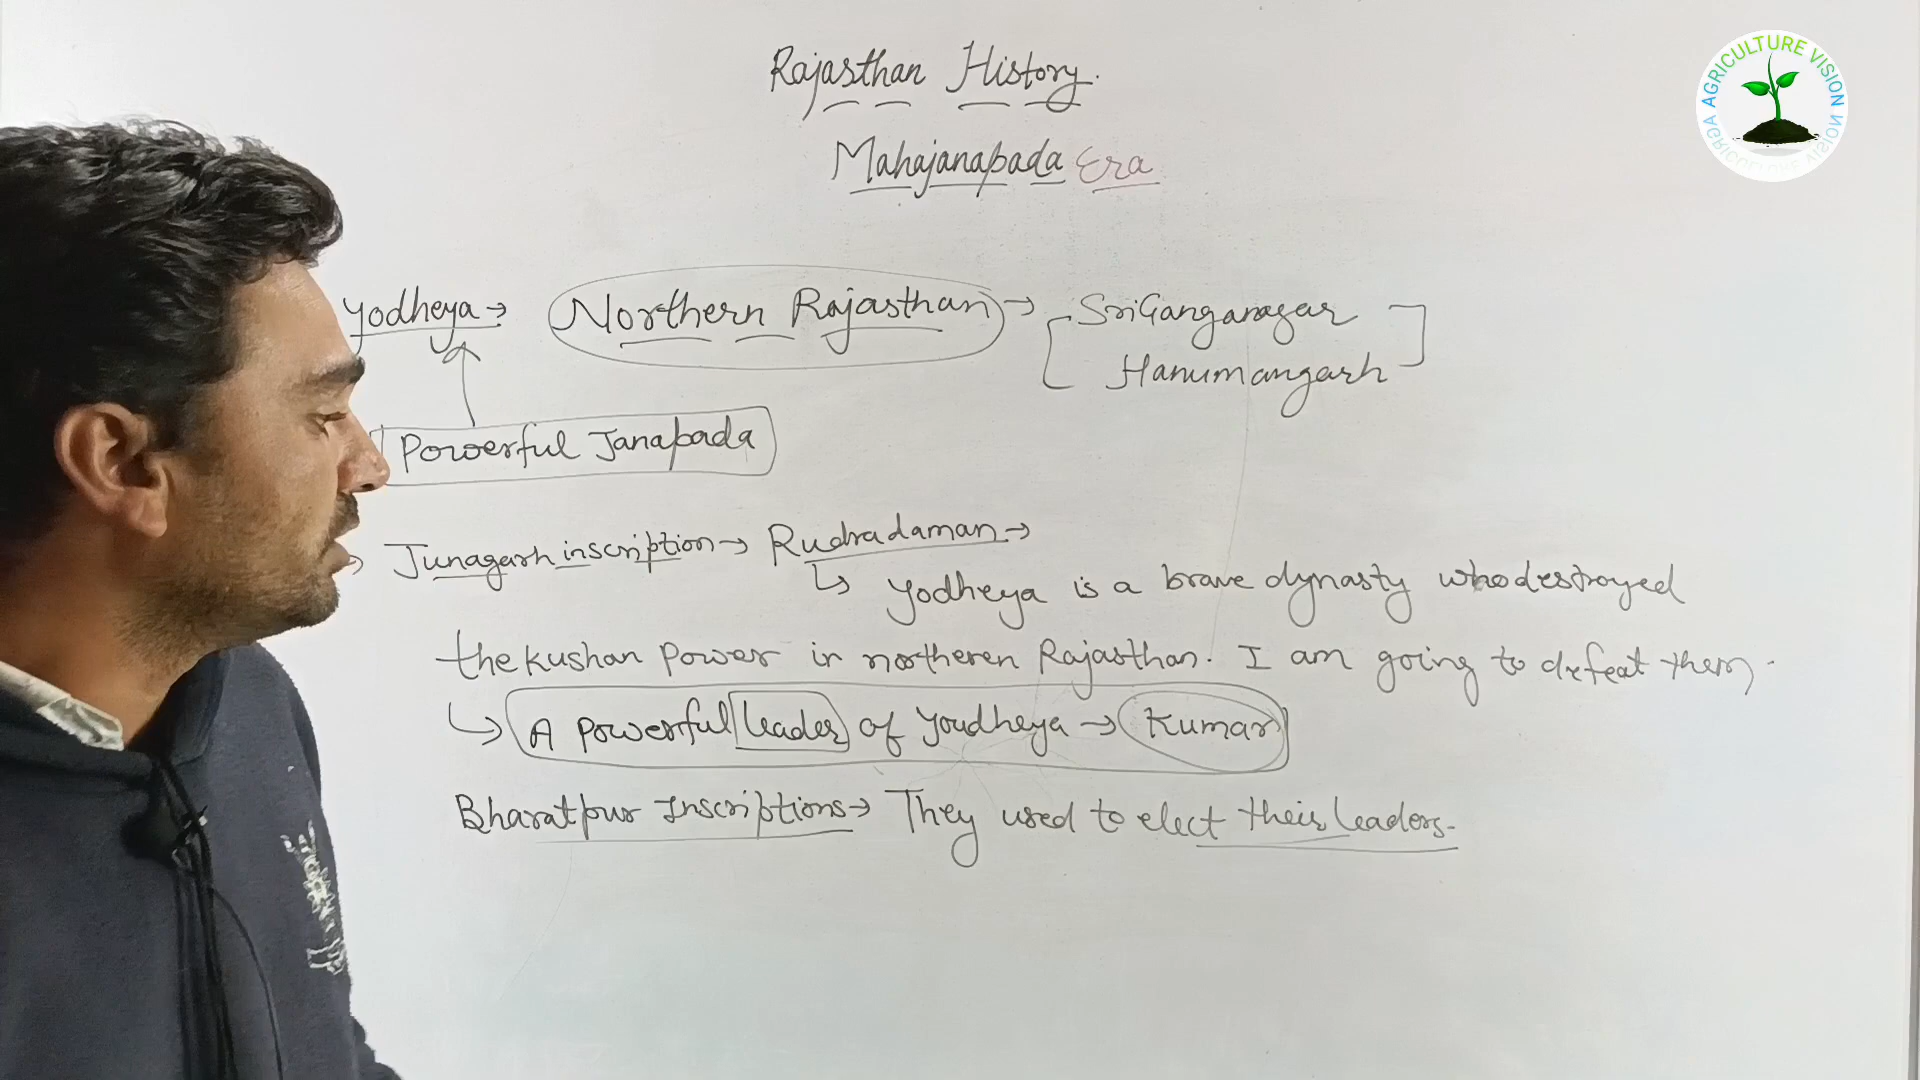 Rajasthan History.
Mahajanapada Era
AGRICULTURE VISION
Yodheya → Northern Rajasthan → [SriGanganagar
Hanumangarh]
Powerful Janapada
→ Junagarh inscription → Rudradaman →
↳ Yodheya is a brave dynasty who destroyed
the Kushan Power in northeren Rajasthan. I am going to defeat them.
↳ A powerful leader of Youdheya → Kumar
Bharatpur Inscriptions → They used to elect their leaders.